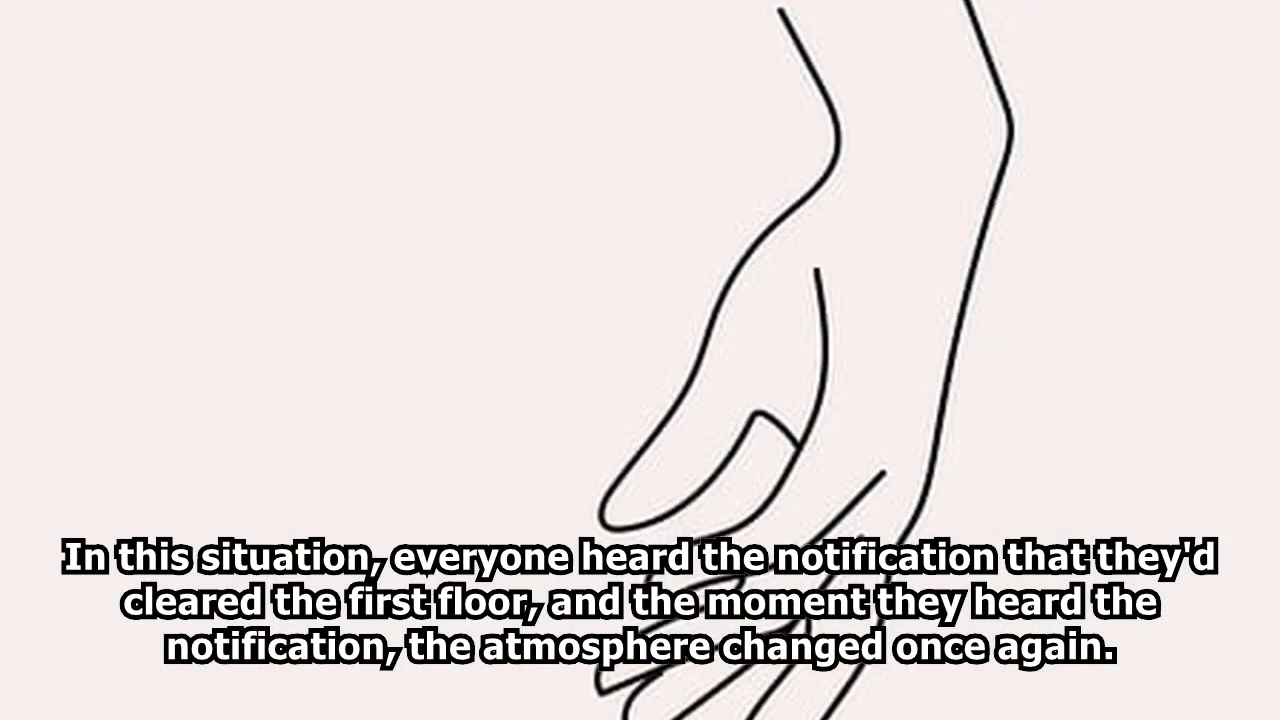 In this situation, everyone heard the notification that they'd
cleared the first floor, and the moment they heard the
notification, the atmosphere changed once again.